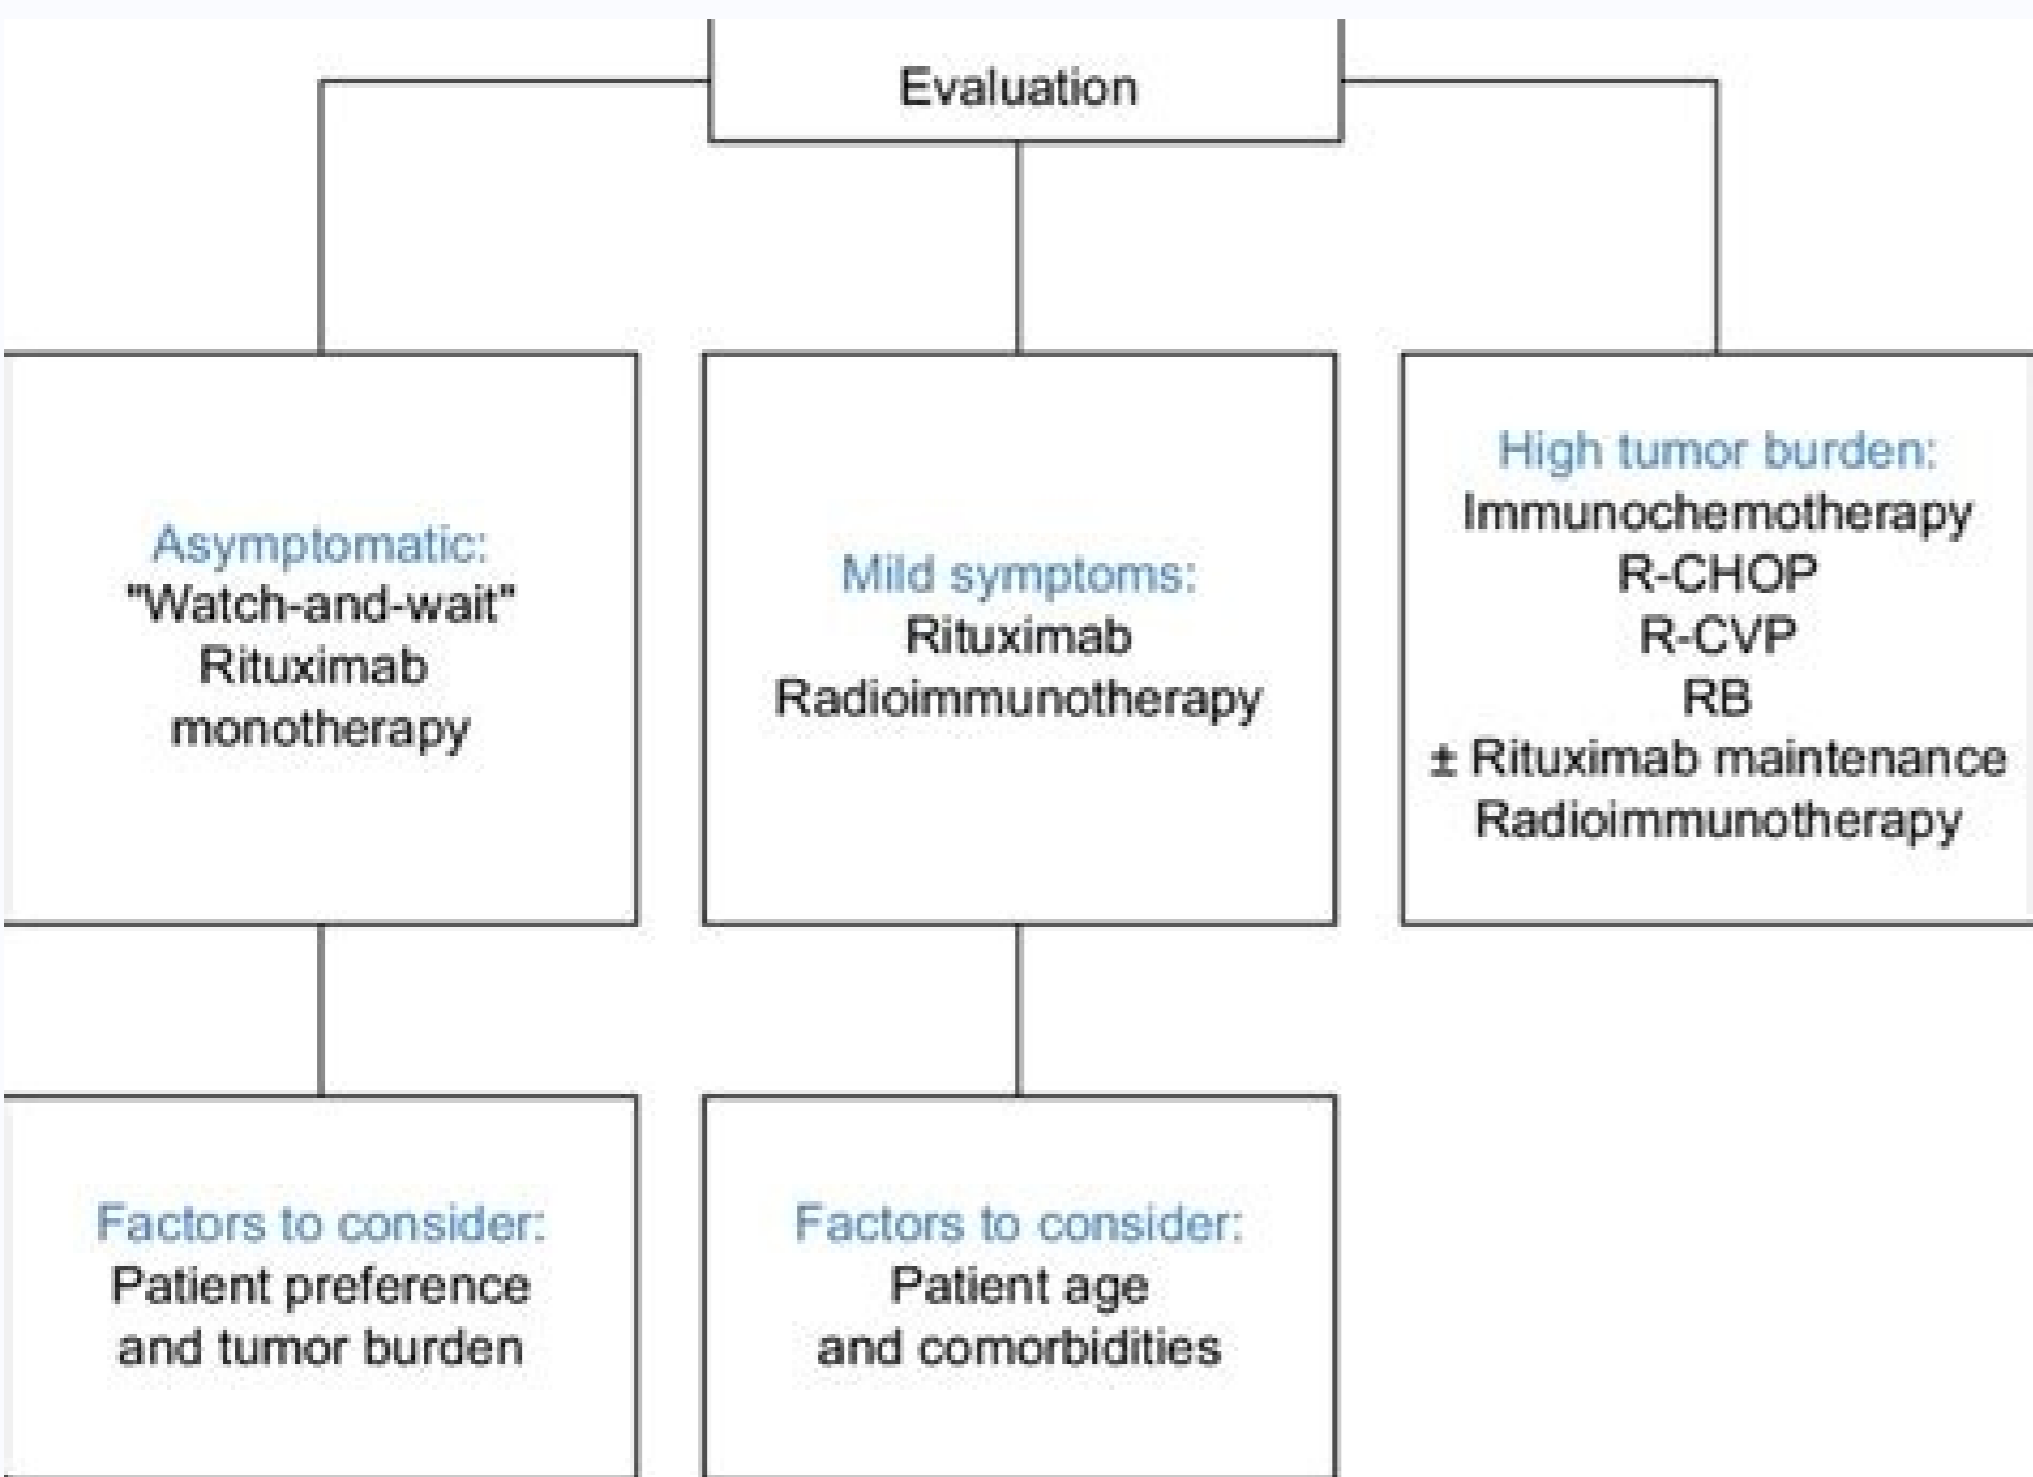 Evaluation
Asymptomatic:
"Watch-and-wait"
Rituximab
monotherapy
Mild symptoms:
Rituximab
Radioimmunotherapy
High tumor burden:
Immunochemotherapy
R-CHOP
R-CVP
RB
± Rituximab maintenance
Radioimmunotherapy
Factors to consider:
Patient preference
and tumor burden
Factors to consider:
Patient age
and comorbidities